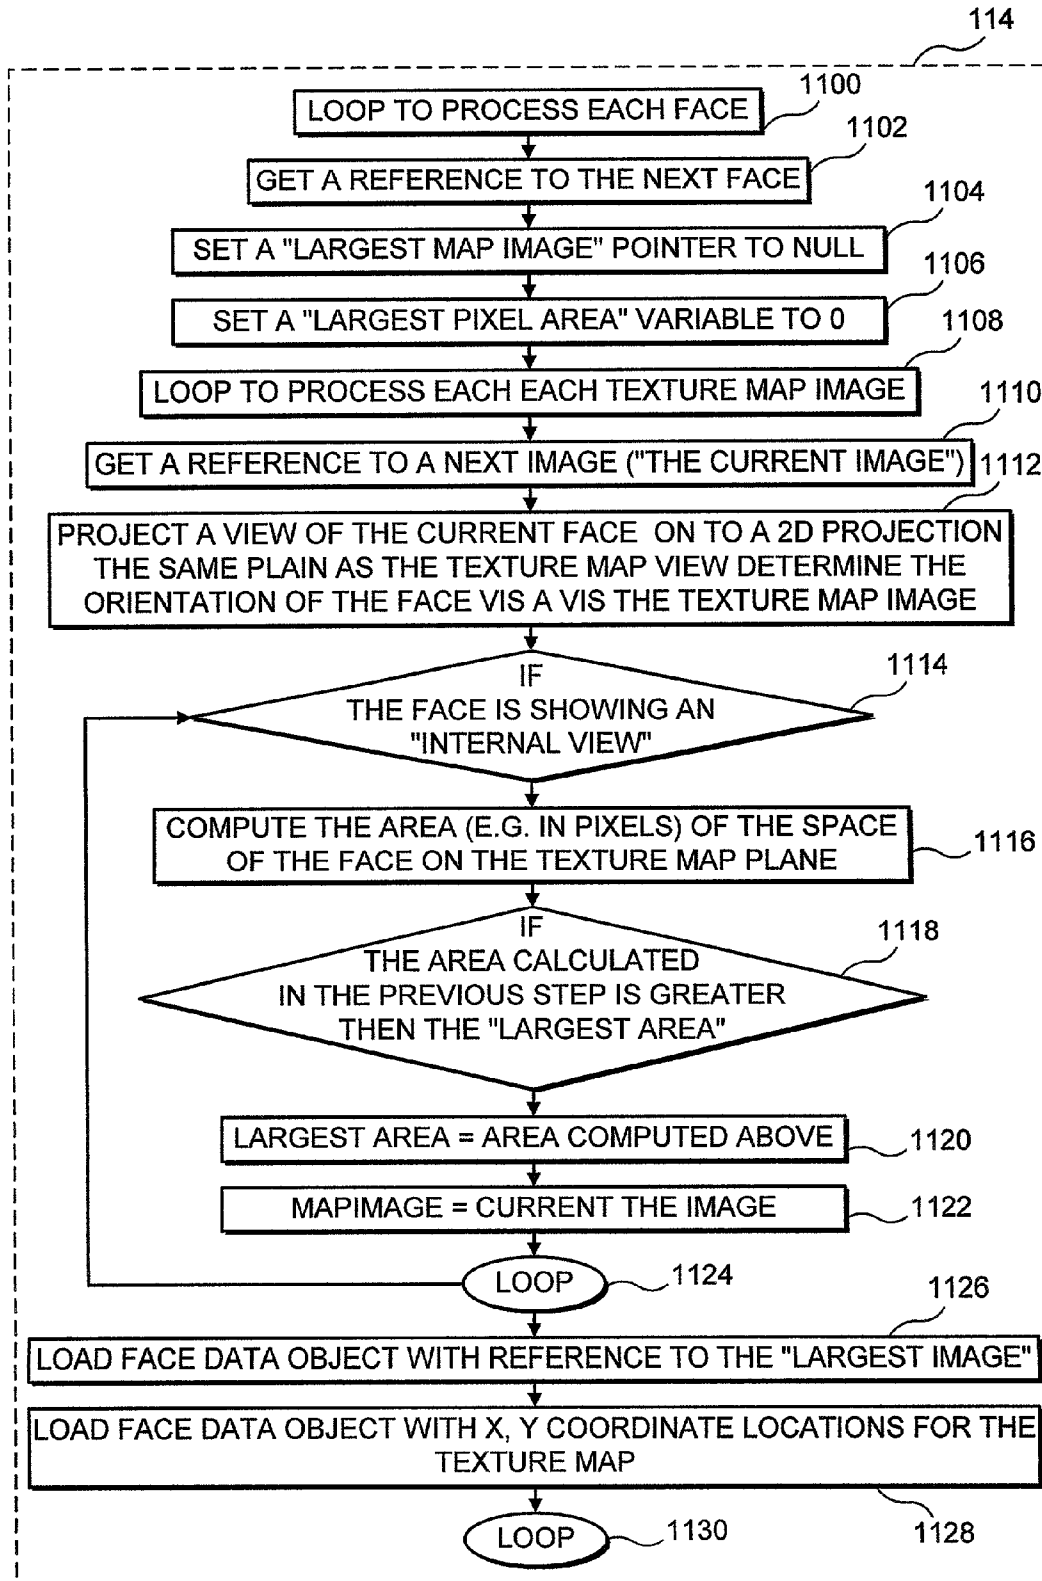 114
LOOP TO PROCESS EACH FACE
1100
1102
GET A REFERENCE TO THE NEXT FACE
1104
SET A "LARGEST MAP IMAGE" POINTER TO NULL
1106
SET A "LARGEST PIXEL AREA" VARIABLE TO 0
1108
LOOP TO PROCESS EACH EACH TEXTURE MAP IMAGE
1110
GET A REFERENCE TO A NEXT IMAGE ("THE CURRENT IMAGE")
1112
PROJECT A VIEW OF THE CURRENT FACE ON TO A 2D PROJECTION
THE SAME PLAIN AS THE TEXTURE MAP VIEW DETERMINE THE
ORIENTATION OF THE FACE VIS A VIS THE TEXTURE MAP IMAGE
IF
THE FACE IS SHOWING AN
"INTERNAL VIEW"
1114
COMPUTE THE AREA (E.G. IN PIXELS) OF THE SPACE
OF THE FACE ON THE TEXTURE MAP PLANE
1116
IF
THE AREA CALCULATED
IN THE PREVIOUS STEP IS GREATER
THEN THE "LARGEST AREA"
1118
LARGEST AREA = AREA COMPUTED ABOVE
1120
MAPIMAGE = CURRENT THE IMAGE
1122
LOOP
1124
1126
LOAD FACE DATA OBJECT WITH REFERENCE TO THE "LARGEST IMAGE"
LOAD FACE DATA OBJECT WITH X, Y COORDINATE LOCATIONS FOR THE
TEXTURE MAP
1128
LOOP
1130